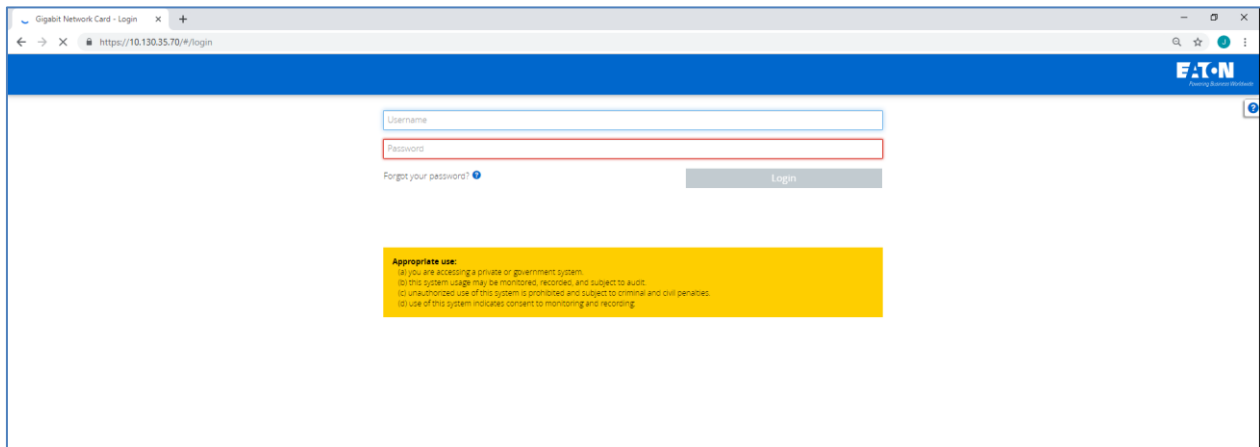 Gigabit Network Card - Login
https://10.130.35.70/#/login
J
EATON
Powering Business Worldwide
Username
Password
Forgot your password? ?
Login
Appropriate use:
(a) you are accessing a private or government system.
(b) this system usage may be monitored, recorded, and subject to audit.
(c) unauthorized use of this system is prohibited and subject to criminal and civil penalties.
(d) use of this system indicates consent to monitoring and recording.